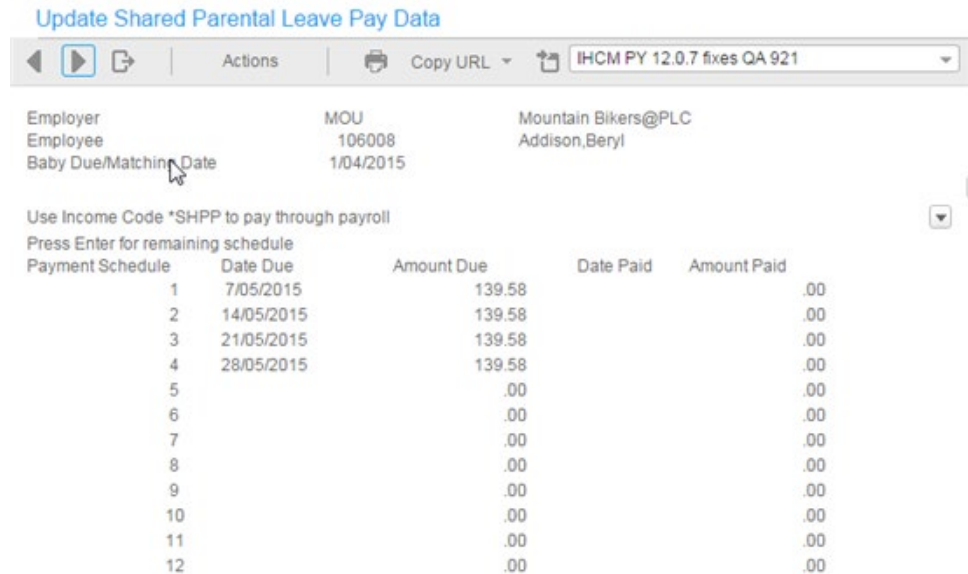 Update Shared Parental Leave Pay Data
Actions Copy URL IHCM PY 12.0.7 fixes QA 921
Employer MOU Mountain Bikers@PLC
Employee 106008 Addison,Beryl
Baby Due/Matching Date 1/04/2015
Use Income Code *SHPP to pay through payroll
Press Enter for remaining schedule
Payment Schedule Date Due Amount Due Date Paid Amount Paid
1 7/05/2015 139.58 .00
2 14/05/2015 139.58 .00
3 21/05/2015 139.58 .00
4 28/05/2015 139.58 .00
5 .00 .00
6 .00 .00
7 .00 .00
8 .00 .00
9 .00 .00
10 .00 .00
11 .00 .00
12 .00 .00